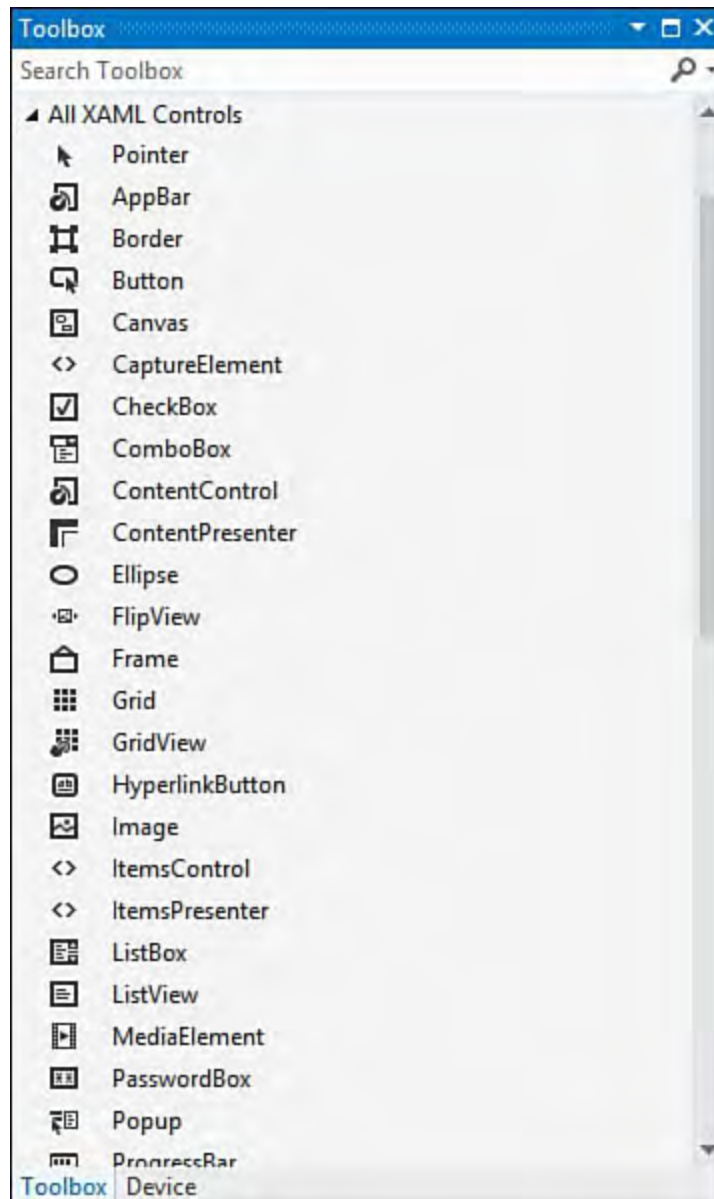 Toolbox
Search Toolbox
All XAML Controls
Pointer
AppBar
Border
Button
Canvas
CaptureElement
CheckBox
ComboBox
ContentControl
ContentPresenter
Ellipse
FlipView
Frame
Grid
GridView
HyperlinkButton
Image
ItemsControl
ItemsPresenter
ListBox
ListView
MediaElement
PasswordBox
Popup
ProgressBar
Toolbox Device